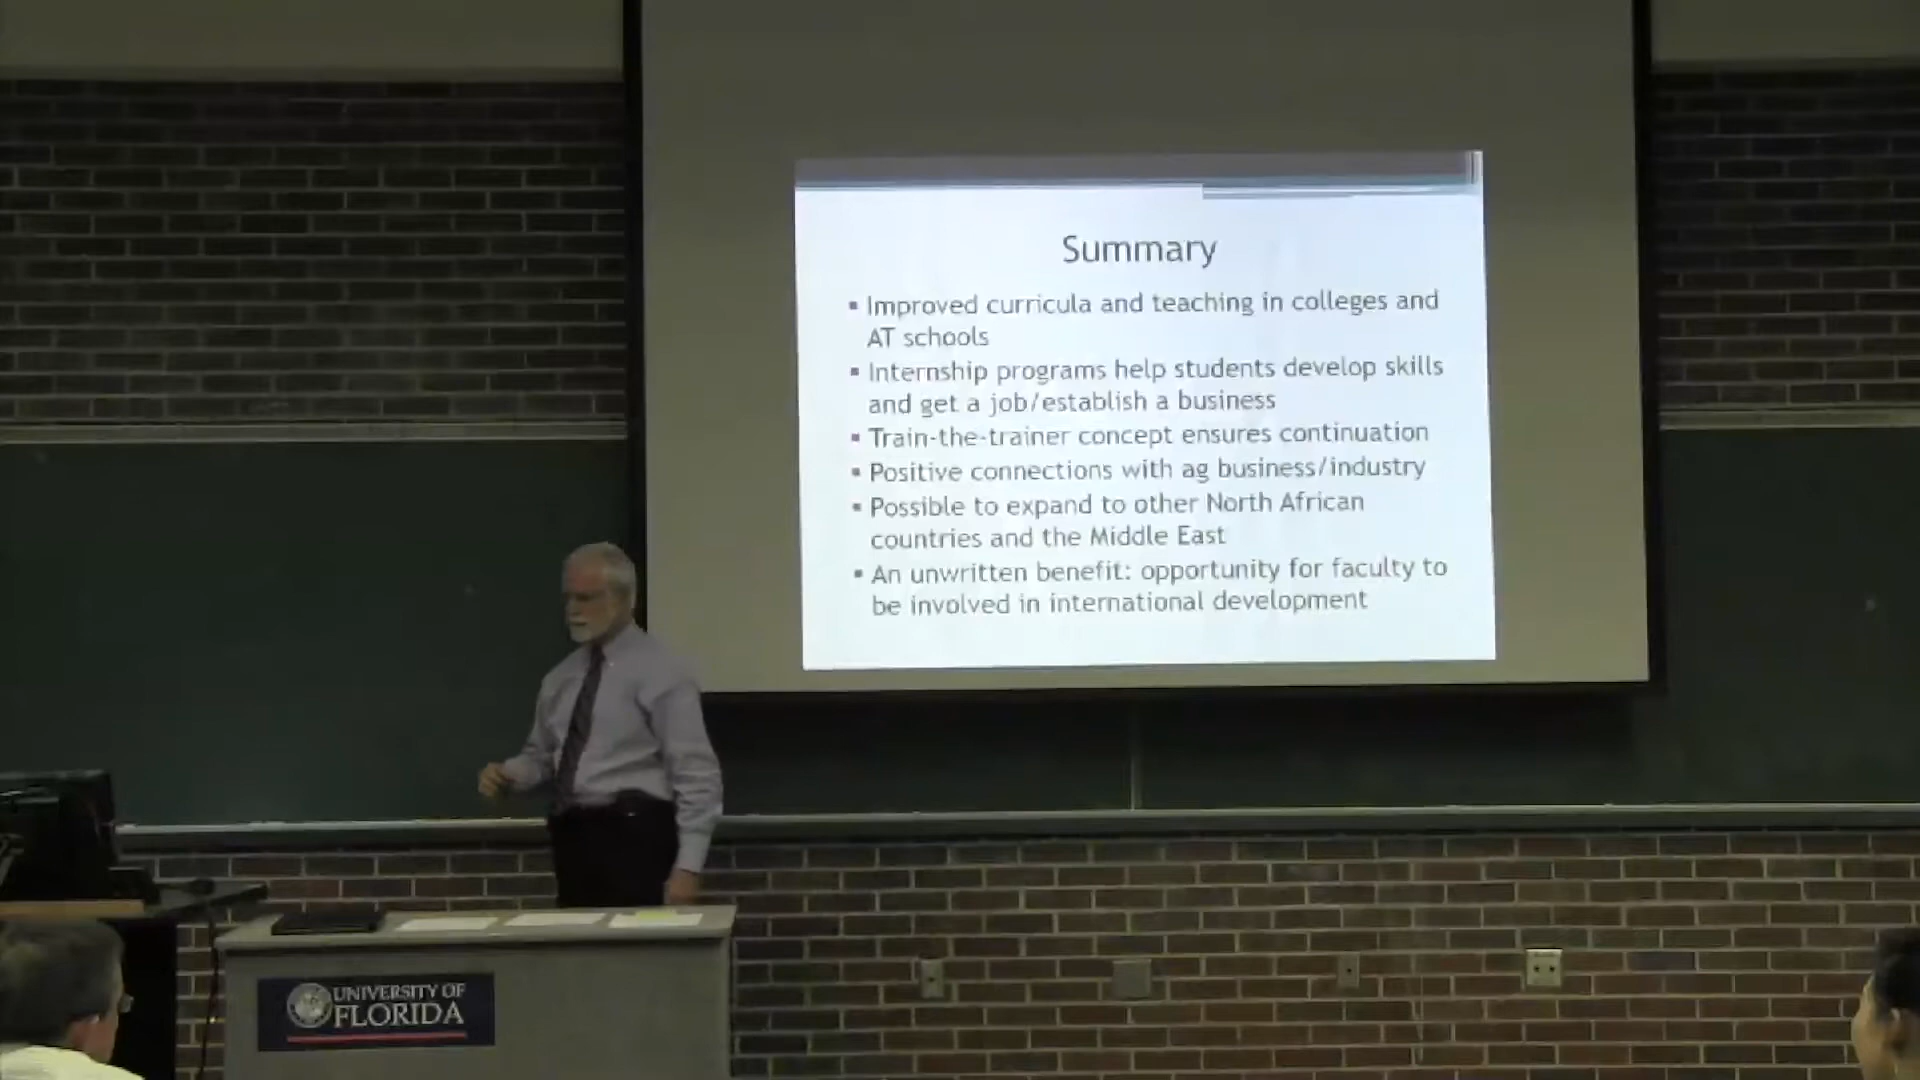 Summary
▪ Improved curricula and teaching in colleges and
AT schools
▪ Internship programs help students develop skills
and get a job/establish a business
▪ Train-the-trainer concept ensures continuation
▪ Positive connections with ag business/industry
▪ Possible to expand to other North African
countries and the Middle East
▪ An unwritten benefit: opportunity for faculty to
be involved in international development
UNIVERSITY OF
FLORIDA